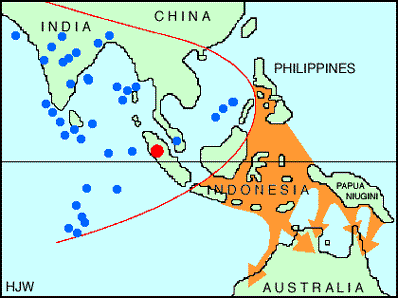 CHINA
INDIA
PHILIPPINES
INDONESIA
PAPUA
NIUGINI
HJW
AUSTRALIA